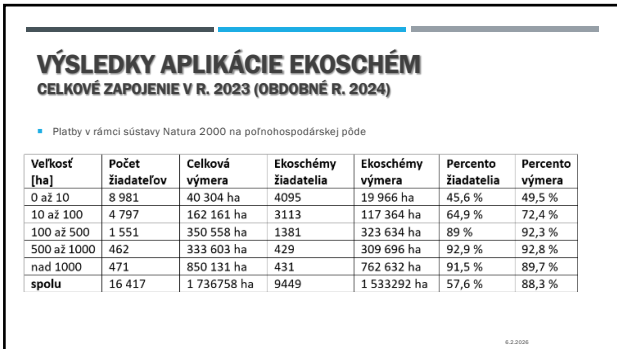 VÝSLEDKY APLIKÁCIE EKOSCHÉM
CELKOVÉ ZAPOJENIE V R. 2023 (OBDOBNÉ R. 2024)
Platby v rámci sústavy Natura 2000 na poľnohospodárskej pôde
Veľkosť [ha] Počet žiadateľov Celková výmera Ekoschémy žiadatelia Ekoschémy výmera Percento žiadatelia Percento výmera
0 až 10 8 981 40 304 ha 4095 19 966 ha 45,6 % 49,5 %
10 až 100 4 797 162 161 ha 3113 117 364 ha 64,9 % 72,4 %
100 až 500 1 551 350 558 ha 1381 323 634 ha 89 % 92,3 %
500 až 1000 462 333 603 ha 429 309 696 ha 92,9 % 92,8 %
nad 1000 471 850 131 ha 431 762 632 ha 91,5 % 89,7 %
spolu 16 417 1 736758 ha 9449 1 533292 ha 57,6 % 88,3 %
6.2.2026